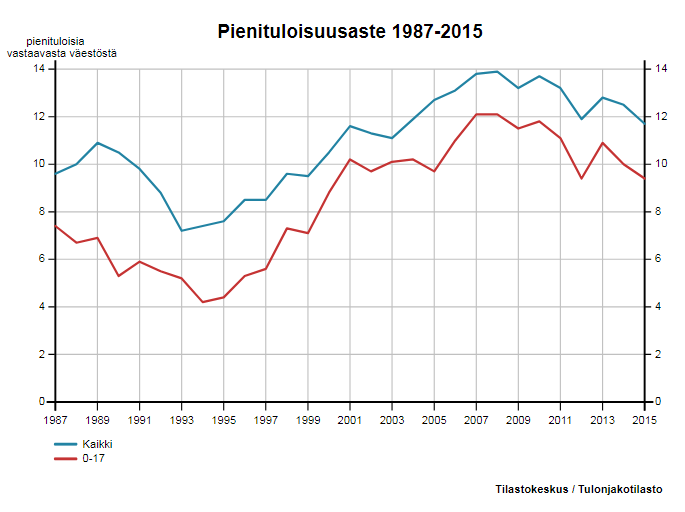 Pienituloisuusaste 1987-2015
pienituloisia
vastaavasta väestöstä
14 14
12 12
10 10
8 8
6 6
4 4
2 2
0 0
1987 1989 1991 1993 1995 1997 1999 2001 2003 2005 2007 2009 2011 2013 2015
Kaikki
0-17
Tilastokeskus / Tulonjakotilasto